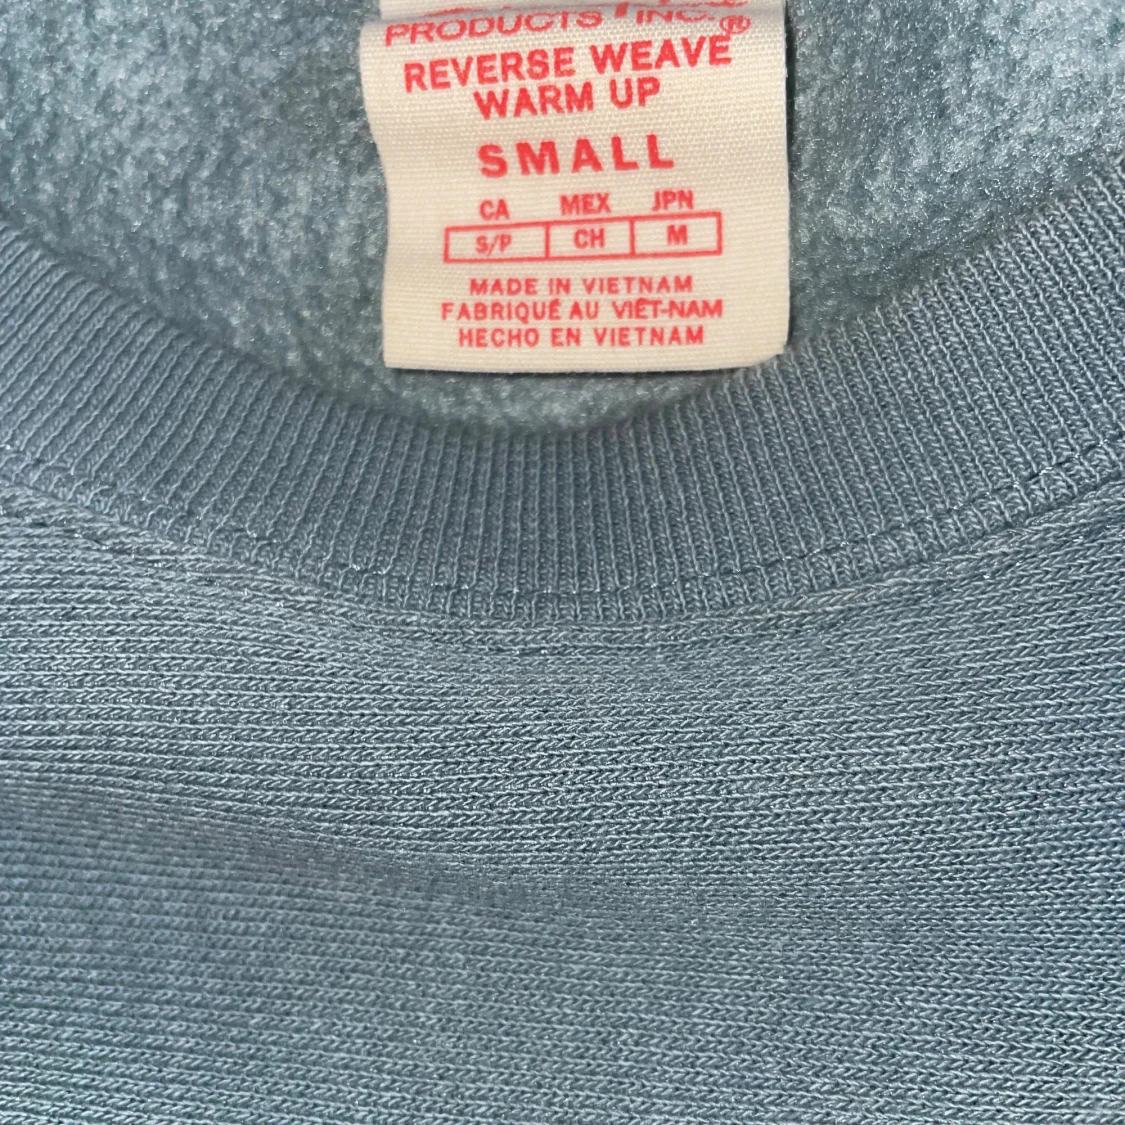 PRODUCTS INC.®
REVERSE WEAVE
WARM UP
SMALL
CA MEX JPN
S/P CH M
MADE IN VIETNAM
FABRIQUÉ AU VIÊT-NAM
HECHO EN VIETNAM